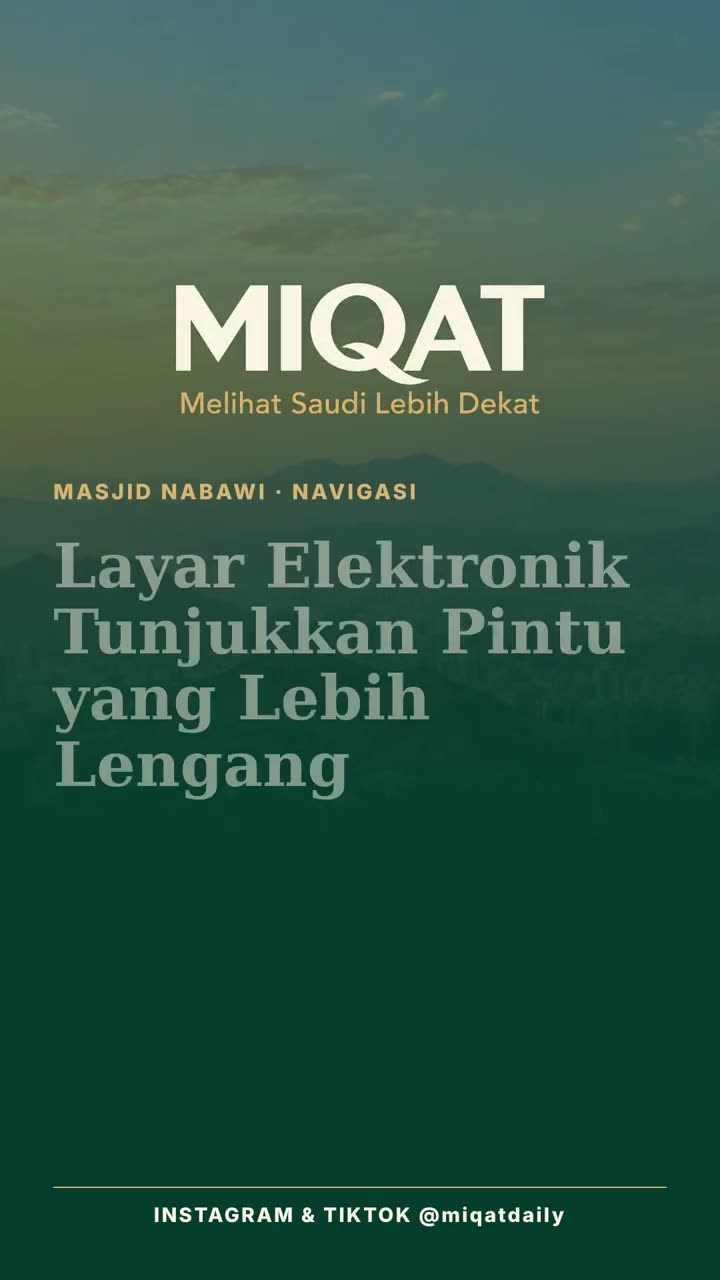 MIQAT
Melihat Saudi Lebih Dekat
MASJID NABAWI · NAVIGASI
Layar Elektronik
Tunjukkan Pintu
yang Lebih
Lengang
INSTAGRAM & TIKTOK @miqatdaily